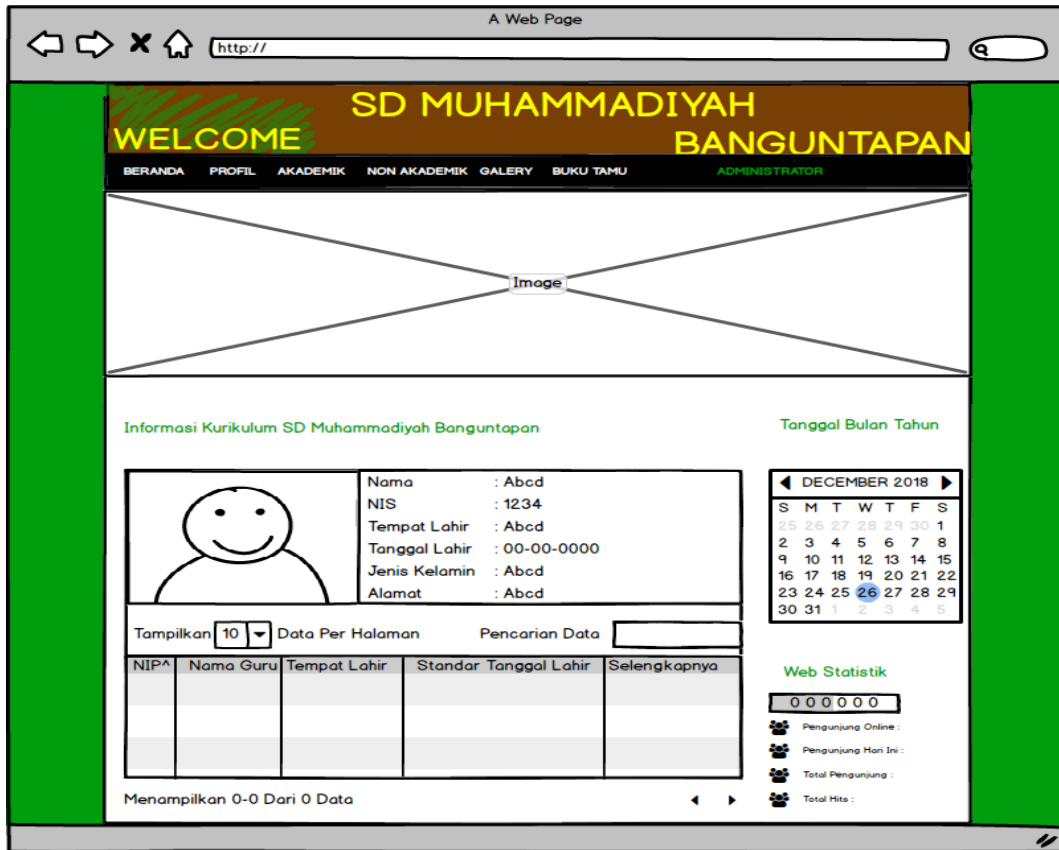 A Web Page
http://
SD MUHAMMADIYAH
WELCOME BANGUNTAPAN
BERANDA PROFIL AKADEMIK NON AKADEMIK GALERY BUKU TAMU ADMINISTRATOR
Image
Informasi Kurikulum SD Muhammadiyah Banguntapan
Nama : Abcd
NIS : 1234
Tempat Lahir : Abcd
Tanggal Lahir : 00-00-0000
Jenis Kelamin : Abcd
Alamat : Abcd
Tampilkan 10 Data Per Halaman Pencarian Data
NIP^ Nama Guru Tempat Lahir Standar Tanggal Lahir Selengkapnya
Menampilkan 0-0 Dari 0 Data
Tanggal Bulan Tahun
DECEMBER 2018
S M T W T F S
25 26 27 28 29 30 1
2 3 4 5 6 7 8
9 10 11 12 13 14 15
16 17 18 19 20 21 22
23 24 25 26 27 28 29
30 31 1 2 3 4 5
Web Statistik
0 0 0 0 0 0
Pengunjung Online :
Pengunjung Hari Ini :
Total Pengunjung :
Total Hits :